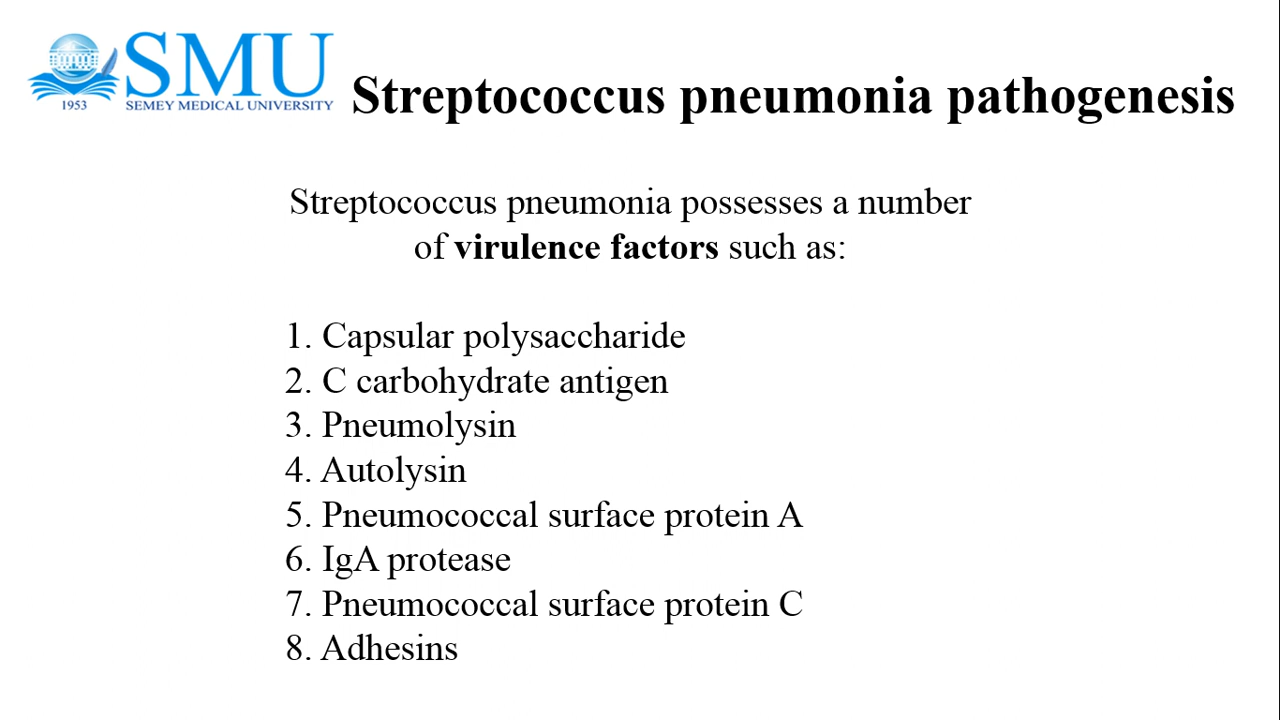 SMU
SEMEY MEDICAL UNIVERSITY
1953
Streptococcus pneumonia pathogenesis
Streptococcus pneumonia possesses a number
of virulence factors such as:
1. Capsular polysaccharide
2. C carbohydrate antigen
3. Pneumolysin
4. Autolysin
5. Pneumococcal surface protein A
6. IgA protease
7. Pneumococcal surface protein C
8. Adhesins